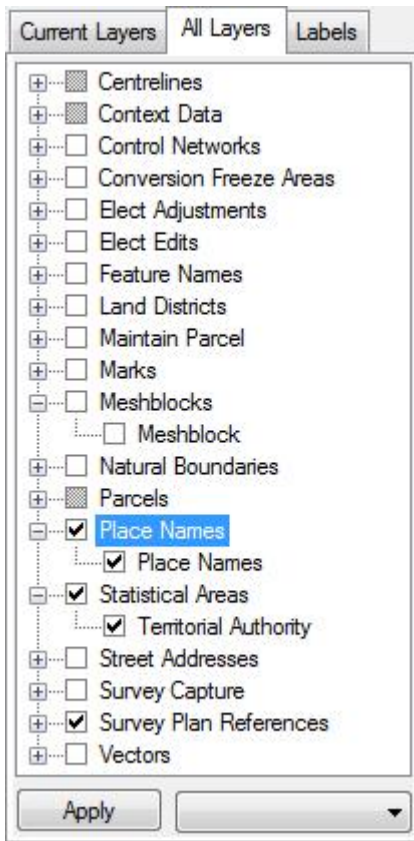 Current Layers All Layers Labels
Centrelines
Context Data
Control Networks
Conversion Freeze Areas
Elect Adjustments
Elect Edits
Feature Names
Land Districts
Maintain Parcel
Marks
Meshblocks
Meshblock
Natural Boundaries
Parcels
Place Names
Place Names
Statistical Areas
Territorial Authority
Street Addresses
Survey Capture
Survey Plan References
Vectors
Apply